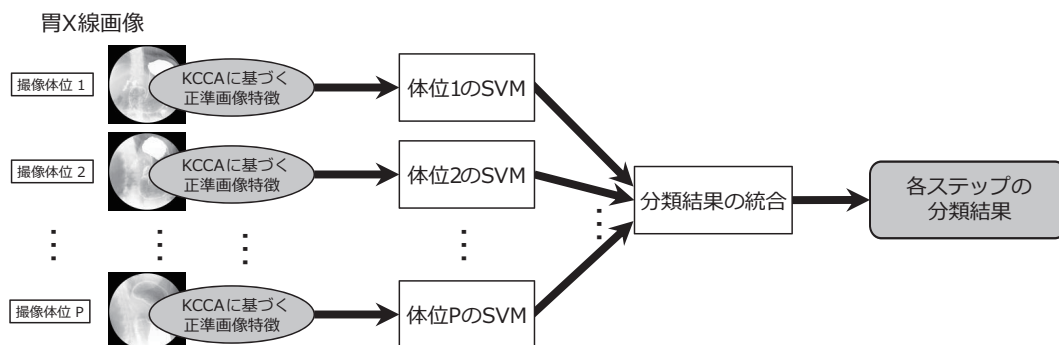 胃X線画像
撮像体位 1
KCCAに基づく
正準画像特徴
体位1のSVM
撮像体位 2
KCCAに基づく
正準画像特徴
体位2のSVM
分類結果の統合
各ステップの
分類結果
撮像体位 P
KCCAに基づく
正準画像特徴
体位PのSVM